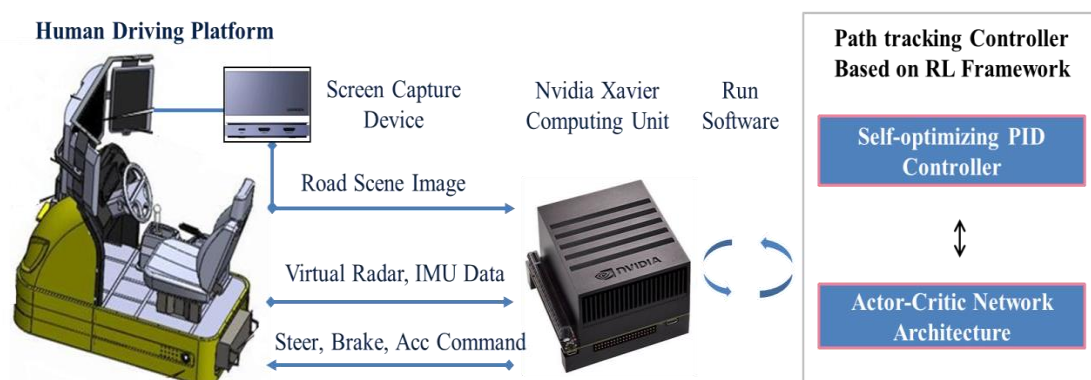 Human Driving Platform
Screen Capture
Device
Nvidia Xavier
Computing Unit
Run
Software
Road Scene Image
Virtual Radar, IMU Data
Steer, Brake, Acc Command
NVIDIA
Path tracking Controller
Based on RL Framework
Self-optimizing PID
Controller
Actor-Critic Network
Architecture